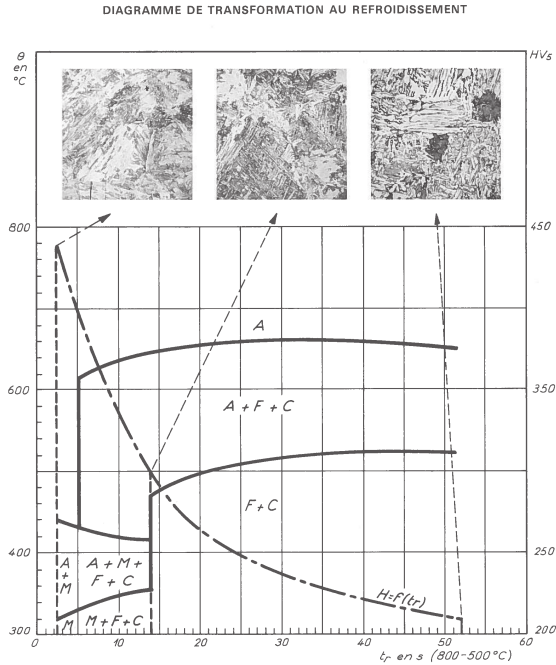 DIAGRAMME DE TRANSFORMATION AU REFROIDISSEMENT
θ
en
°C
HV5
800
450
A
600
350
A + F + C
F + C
400
A
+
M
A + M +
F + C
250
H = f(tr)
M
M + F + C
300
200
0
10
20
30
40
50
60
tr en s (800-500°C)